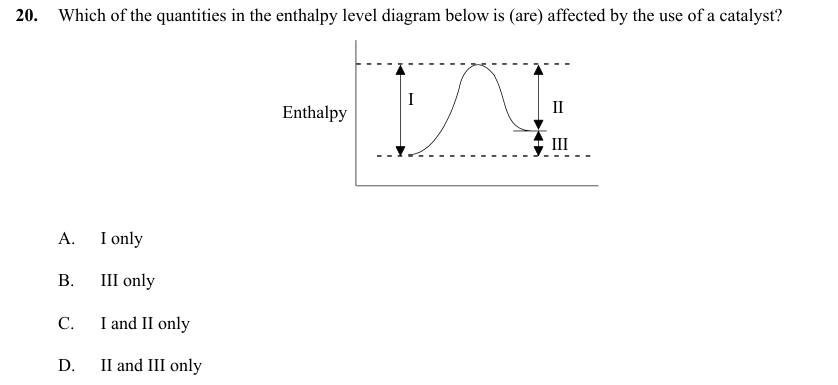 20. Which of the quantities in the enthalpy level diagram below is (are) affected by the use of a catalyst?
I
Enthalpy
II
III
A. I only
B. III only
C. I and II only
D. II and III only